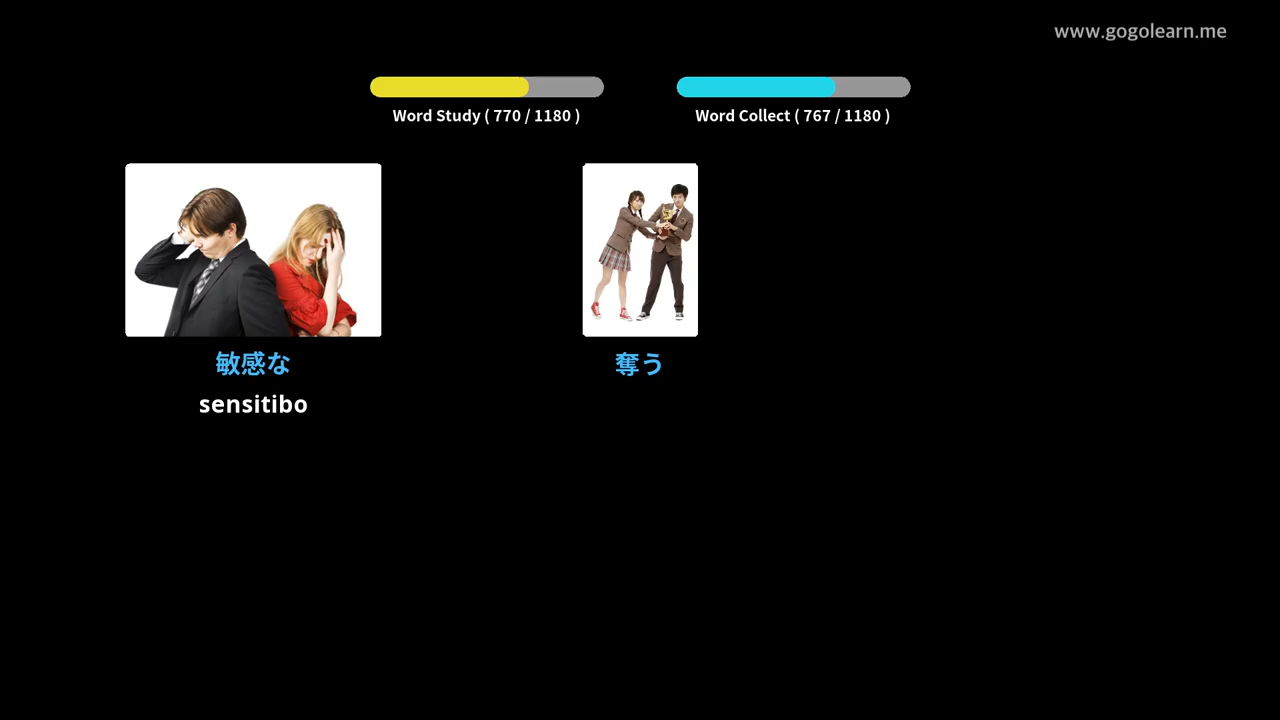 www.gogolearn.me
Word Study ( 770 / 1180 )
Word Collect ( 767 / 1180 )
敏感な
sensitibo
奪う